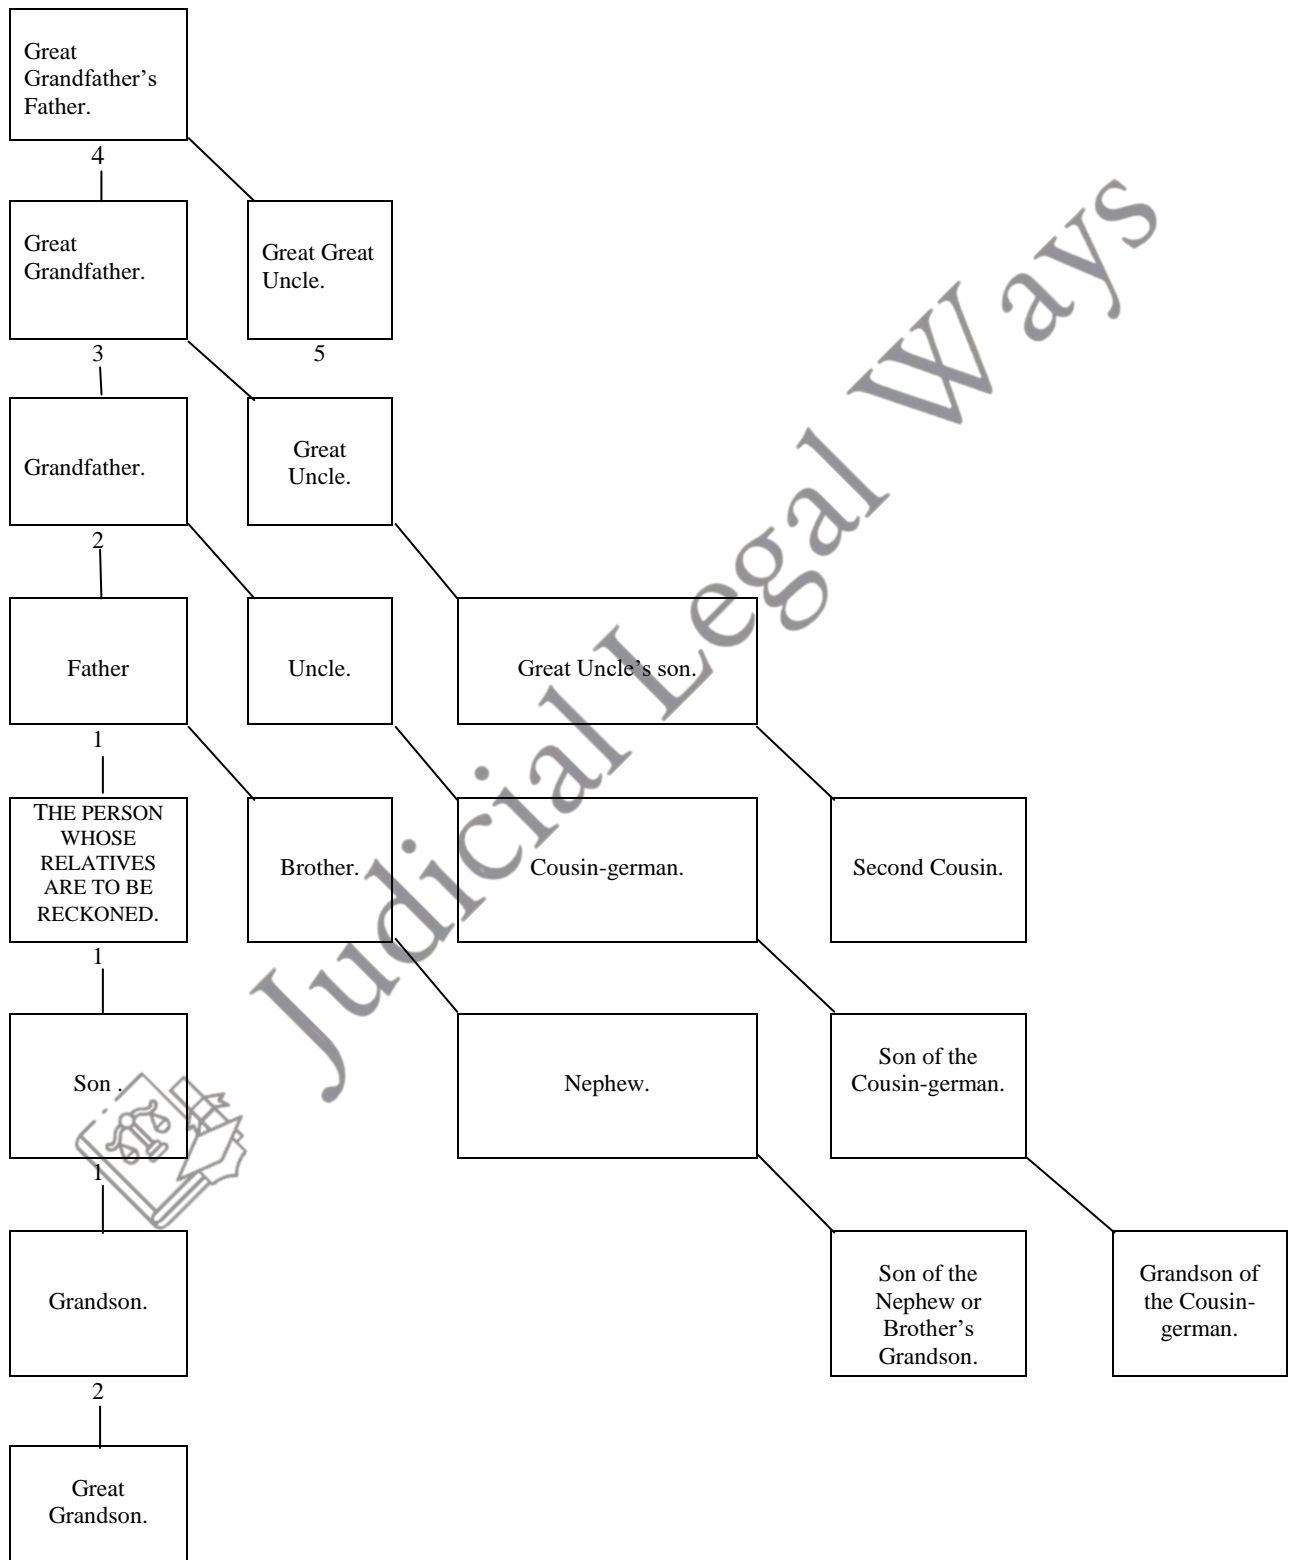 Great
Grandfather’s
Father.
4
Great
Grandfather.
Great Great
Uncle.
3
5
Grandfather.
Great
Uncle.
2
Father
Uncle.
Great Uncle’s son.
1
THE PERSON
WHOSE
RELATIVES
ARE TO BE
RECKONED.
Brother.
Cousin-german.
Second Cousin.
1
Son .
Nephew.
Son of the
Cousin-german.
1
Grandson.
Son of the
Nephew or
Brother’s
Grandson.
Grandson of
the Cousin-
german.
2
Great
Grandson.
Judicial Legal Ways